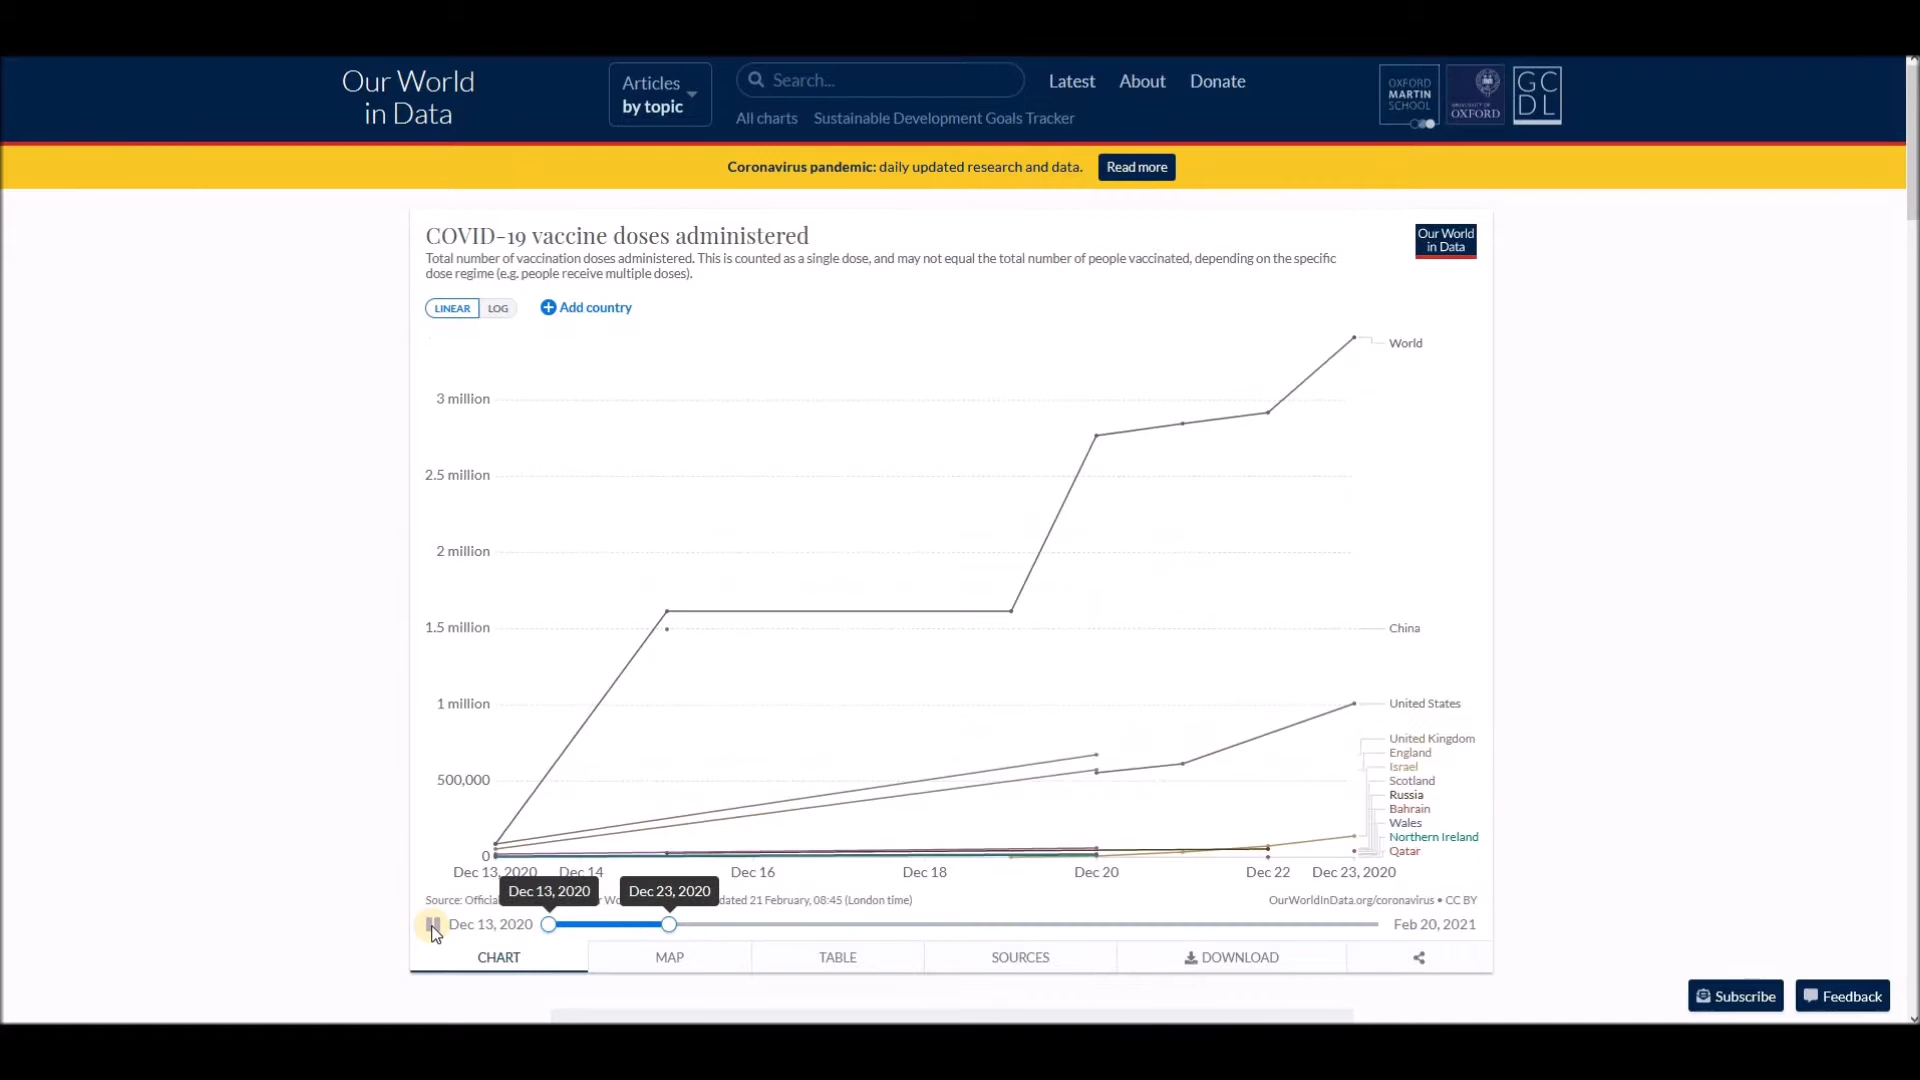 Our World
in Data
Articles
by topic
Search...
Latest
About
Donate
All charts
Sustainable Development Goals Tracker
OXFORD
MARTIN
SCHOOL
UNIVERSITY OF
OXFORD
GC
DL
Coronavirus pandemic: daily updated research and data.
Read more
COVID-19 vaccine doses administered
Total number of vaccination doses administered. This is counted as a single dose, and may not equal the total number of people vaccinated, depending on the specific
dose regime (e.g. people receive multiple doses).
Our World
in Data
LINEAR
LOG
Add country
World
3 million
2.5 million
2 million
1.5 million
China
1 million
United States
United Kingdom
England
Israel
500,000
Scotland
Russia
Bahrain
Wales
Northern Ireland
0
Qatar
Dec 13, 2020
Dec 14
Dec 16
Dec 18
Dec 20
Dec 22
Dec 23, 2020
Dec 13, 2020
Dec 23, 2020
Source: Official
21 February, 08:45 (London time)
OurWorldInData.org/coronavirus • CC BY
Dec 13, 2020
Feb 20, 2021
CHART
MAP
TABLE
SOURCES
DOWNLOAD
Subscribe
Feedback